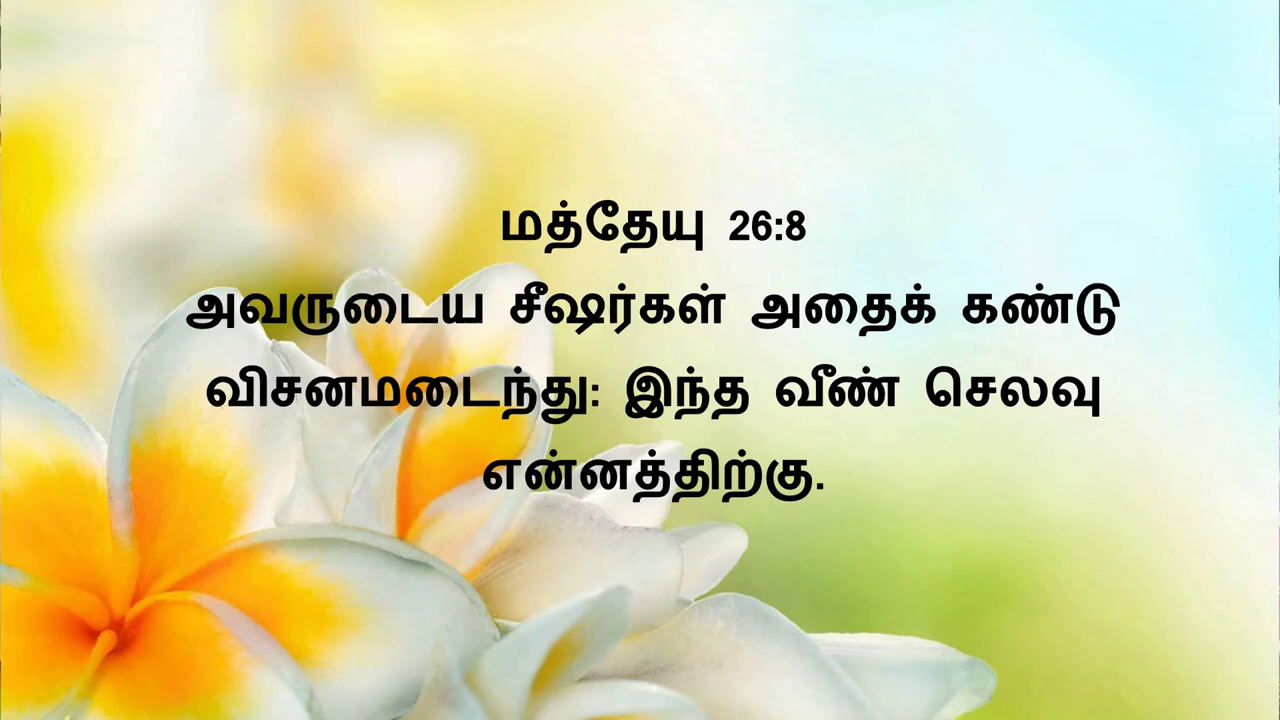 மத்தேயு 26:8
அவருடைய சீஷர்கள் அதைக் கண்டு
விசனமடைந்து: இந்த வீண் செலவு
என்னத்திற்கு.